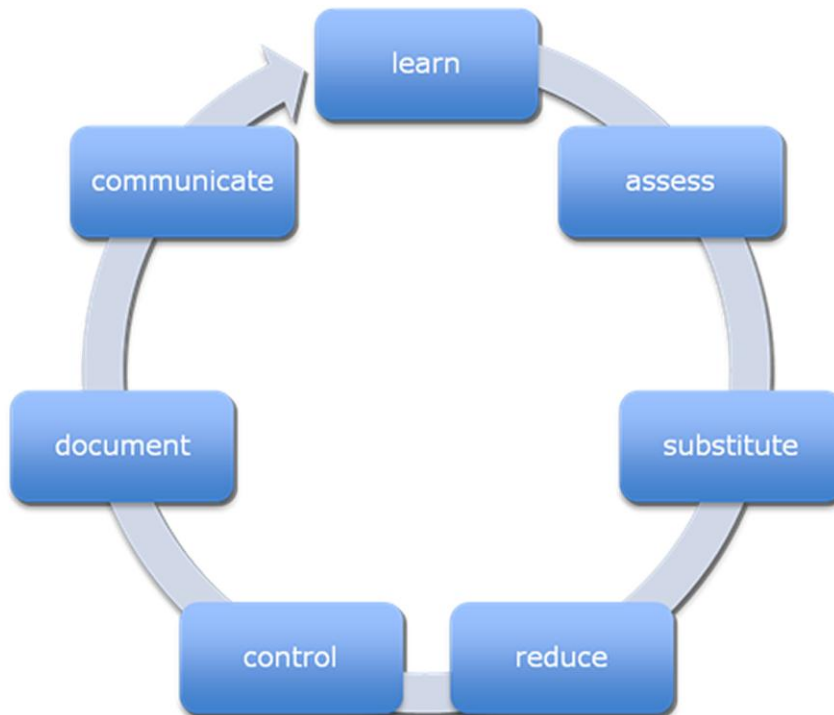 learn
assess
substitute
reduce
control
document
communicate